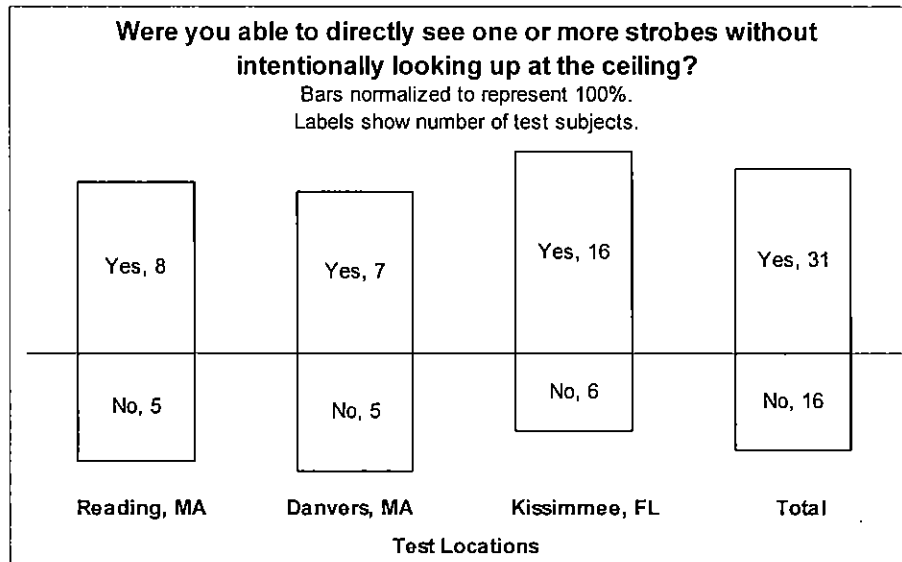 Were you able to directly see one or more strobes without
intentionally looking up at the ceiling?
Bars normalized to represent 100%.
Labels show number of test subjects.
Yes, 8
Yes, 7
Yes, 16
Yes, 31
No, 5
No, 5
No, 6
No, 16
Reading, MA
Danvers, MA
Kissimmee, FL
Total
Test Locations